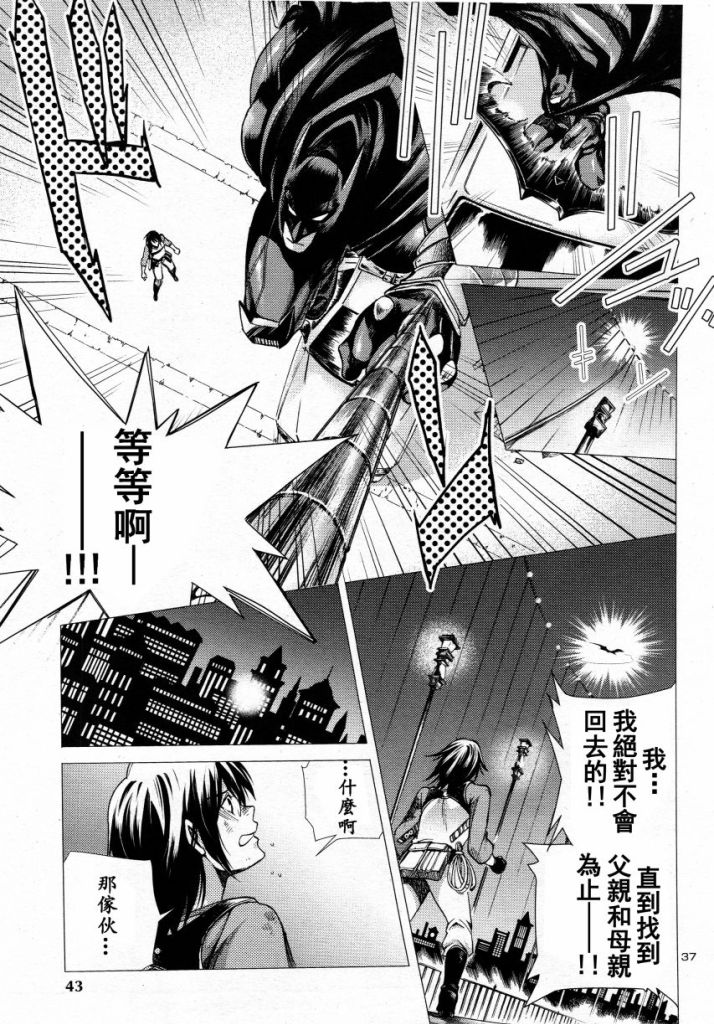 等等啊—
—!!!
我…
我絕對不會
回去的!!
直到找到
父親和母親
為止—!!
…什麼啊
那傢伙…
37
43